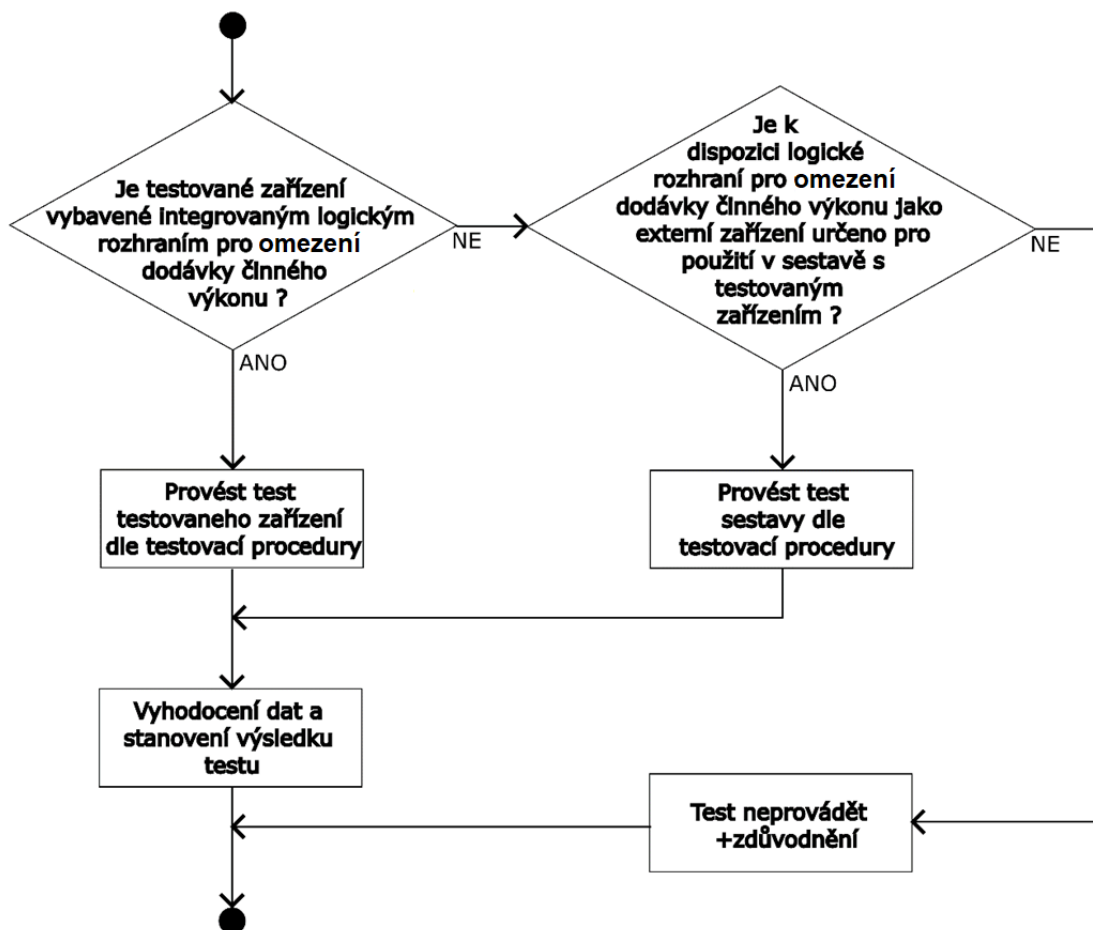 Je testované zařízení
vybavené integrovaným logickým
rozhraním pro omezení
dodávky činného
výkonu ?
NE
Je k
dispozici logické
rozhraní pro omezení
dodávky činného výkonu jako
externí zařízení určeno pro
použití v sestavě s
testovaným
zařízením ?
NE
ANO
ANO
Provést test
testovaneho zařízení
dle testovací procedury
Provést test
sestavy dle
testovací procedury
Vyhodocení dat a
stanovení výsledku
testu
Test neprovádět
+zdůvodnění